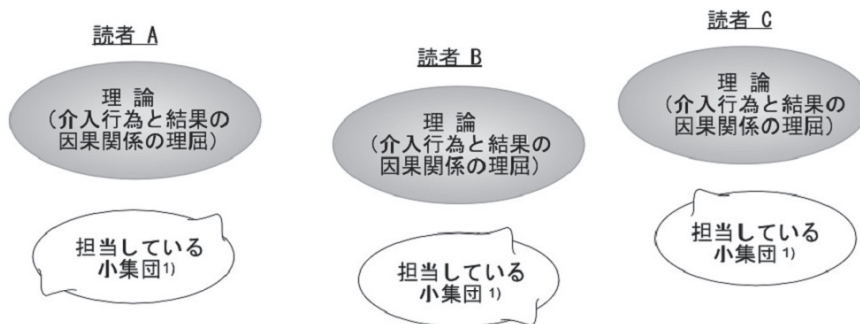 読者 A
理 論
(介入行為と結果の
因果関係の理屈)
担当している
小集団1)
読者 B
理 論
(介入行為と結果の
因果関係の理屈)
担当している
小集団1)
読者 C
理 論
(介入行為と結果の
因果関係の理屈)
担当している
小集団1)